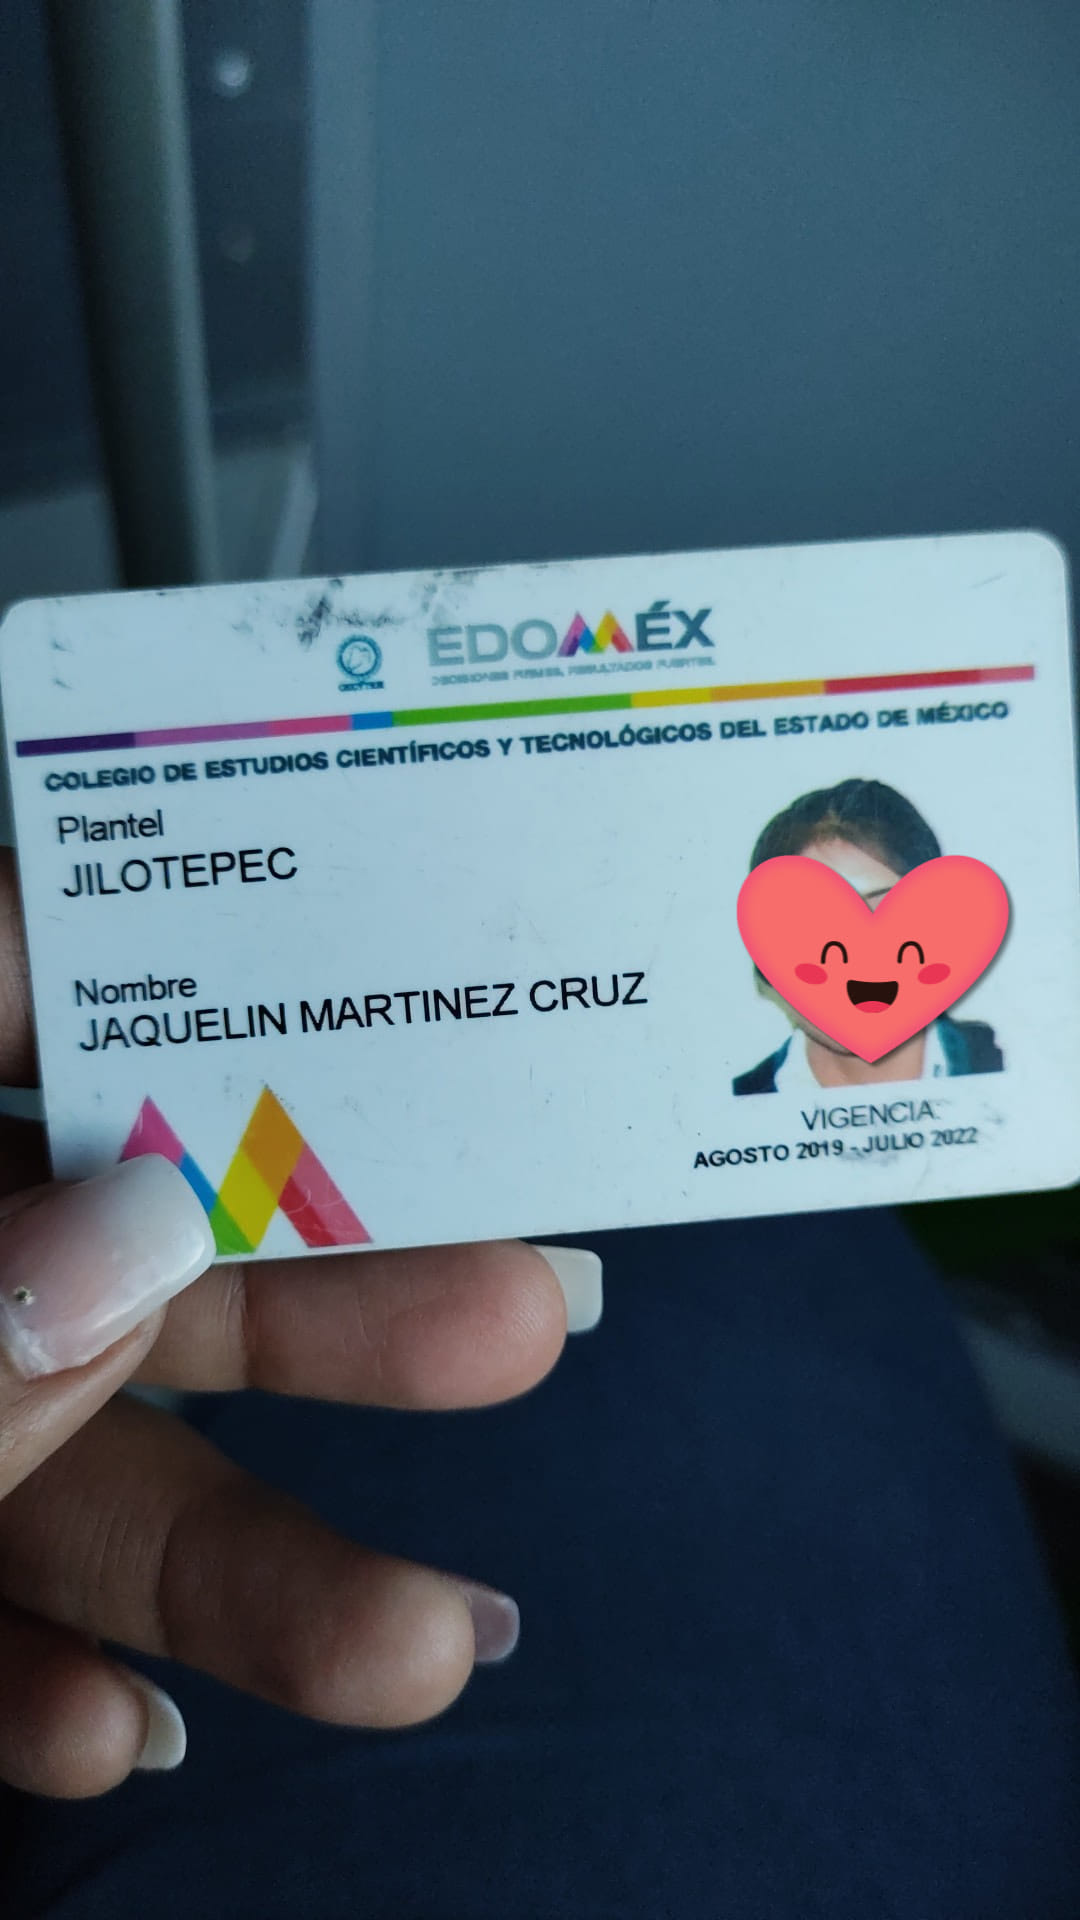 CECYTEM
EDOMÉX
DECISIONES FIRMES, RESULTADOS FUERTES.
COLEGIO DE ESTUDIOS CIENTÍFICOS Y TECNOLÓGICOS DEL ESTADO DE MÉXICO
Plantel
JILOTEPEC
Nombre
JAQUELIN MARTINEZ CRUZ
VIGENCIA:
AGOSTO 2019 - JULIO 2022